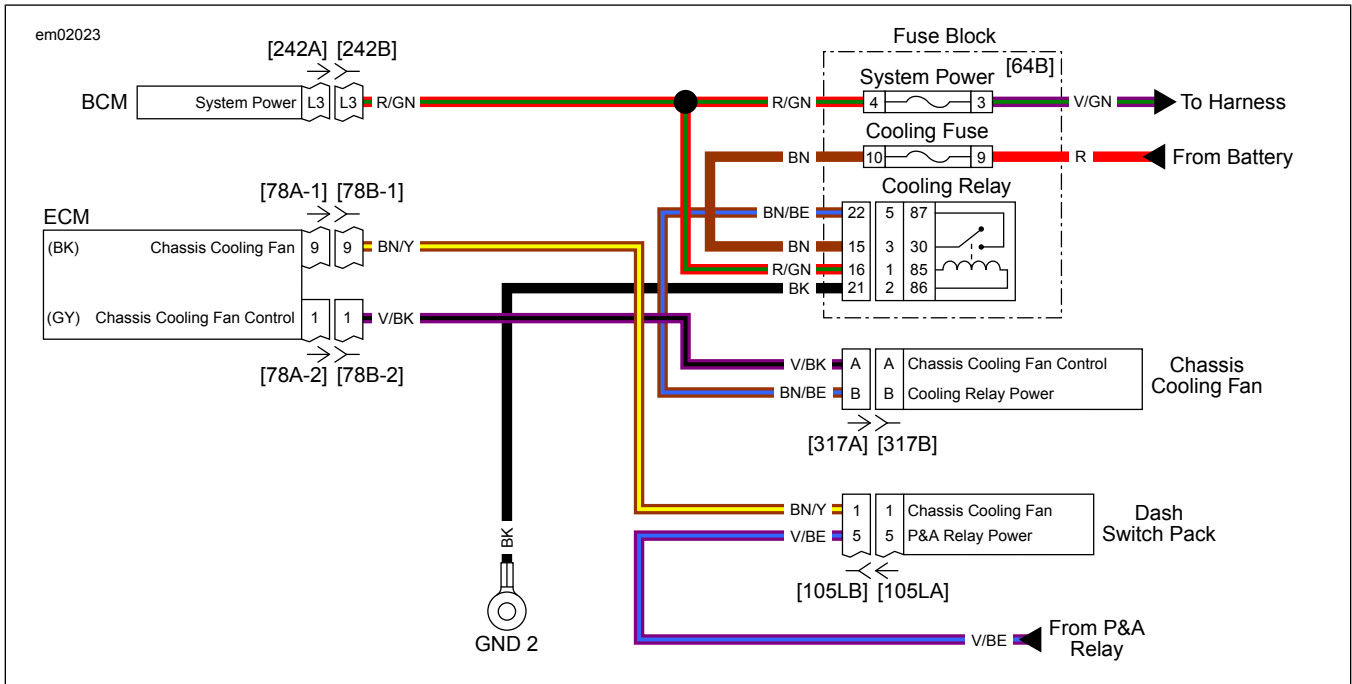 em02023
[242A] [242B]
BCM
System Power L3 L3 R/GN
Fuse Block
[64B]
System Power
R/GN 4 3 V/GN To Harness
Cooling Fuse
BN 10 9 R From Battery
Cooling Relay
BN/BE 22 5 87
BN 15 3 30
R/GN 16 1 85
BK 21 2 86
[78A-1] [78B-1]
ECM
(BK) Chassis Cooling Fan 9 9 BN/Y
(GY) Chassis Cooling Fan Control 1 1 V/BK
[78A-2] [78B-2]
V/BK A A Chassis Cooling Fan Control
BN/BE B B Cooling Relay Power
Chassis
Cooling Fan
[317A] [317B]
BN/Y 1 1 Chassis Cooling Fan
V/BE 5 5 P&A Relay Power
Dash
Switch Pack
[105LB] [105LA]
BK
GND 2
V/BE
From P&A
Relay